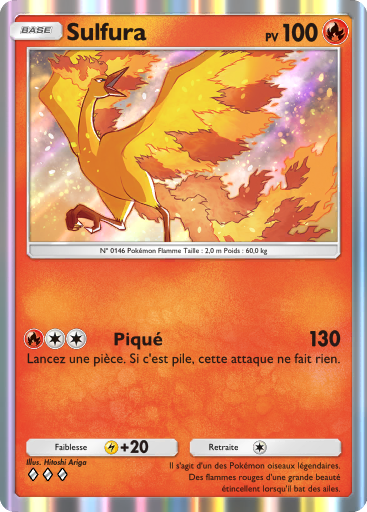 BASE Sulfura PV 100
N° 0146 Pokémon Flamme Taille : 2,0 m Poids : 60,0 kg
Piqué 130
Lancez une pièce. Si c'est pile, cette attaque ne fait rien.
Faiblesse +20 Retraite
Illus. Hitoshi Ariga
Il s'agit d'un des Pokémon oiseaux légendaires.
Des flammes rouges d'une grande beauté
étincellent lorsqu'il bat des ailes.